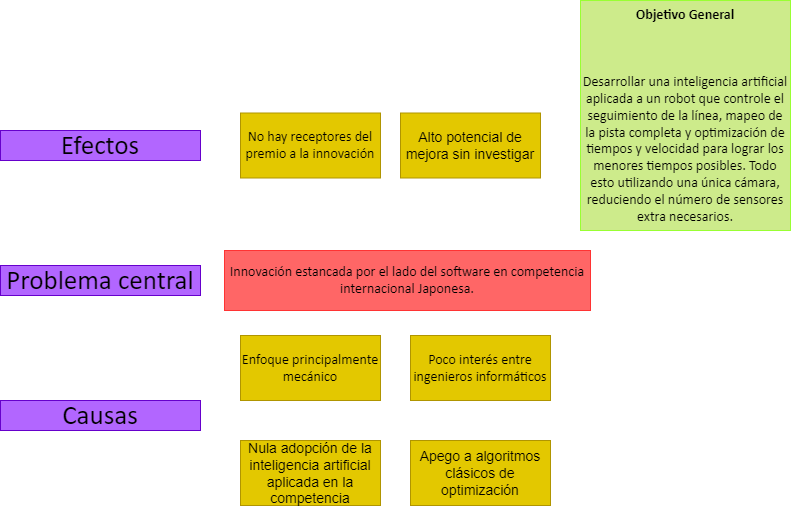 Objetivo General
Desarrollar una inteligencia artificial
aplicada a un robot que controle el
seguimiento de la línea, mapeo de
la pista completa y optimización de
tiempos y velocidad para lograr los
menores tiempos posibles. Todo
esto utilizando una única cámara,
reduciendo el número de sensores
extra necesarios.
Efectos
No hay receptores del
premio a la innovación
Alto potencial de
mejora sin investigar
Problema central
Innovación estancada por el lado del software en competencia
internacional Japonesa.
Causas
Enfoque principalmente
mecánico
Poco interés entre
ingenieros informáticos
Nula adopción de la
inteligencia artificial
aplicada en la
competencia
Apego a algoritmos
clásicos de
optimización